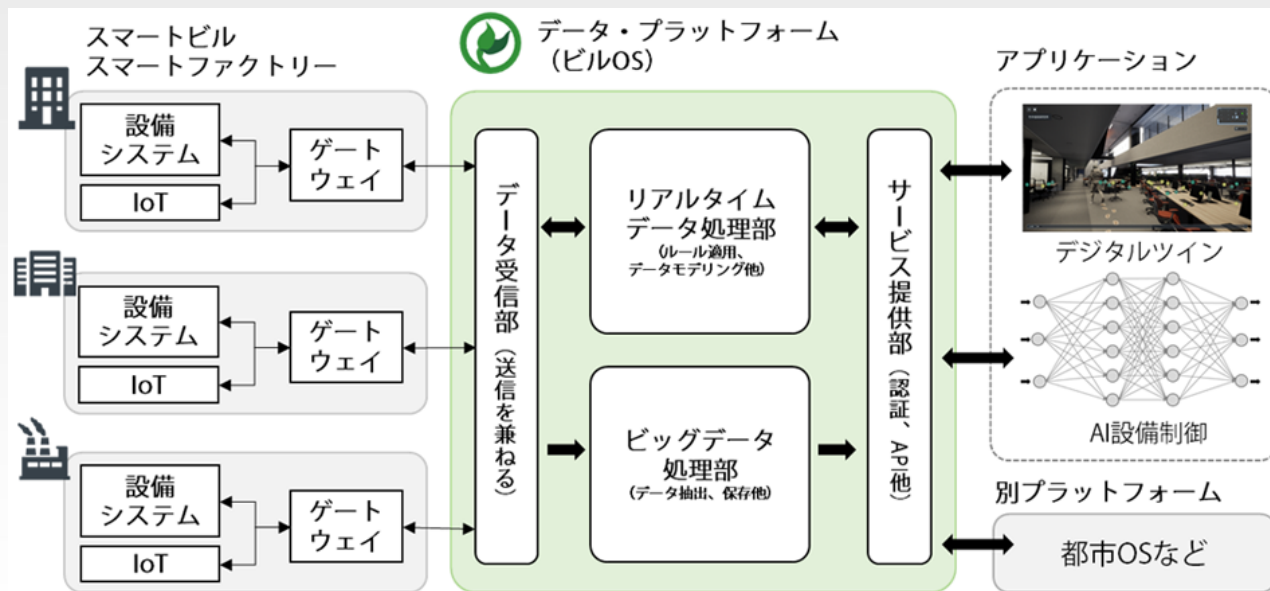 スマートビル
スマートファクトリー
設備
システム
IoT
ゲート
ウェイ
設備
システム
IoT
ゲート
ウェイ
設備
システム
IoT
ゲート
ウェイ
データ・プラットフォーム
（ビルOS）
データ受信部（送信を兼ねる）
リアルタイム
データ処理部
(ルール適用、
データモデリング他)
ビッグデータ
処理部
(データ抽出、保存他)
サービス提供部（認証、API他）
アプリケーション
デジタルツイン
AI設備制御
別プラットフォーム
都市OSなど